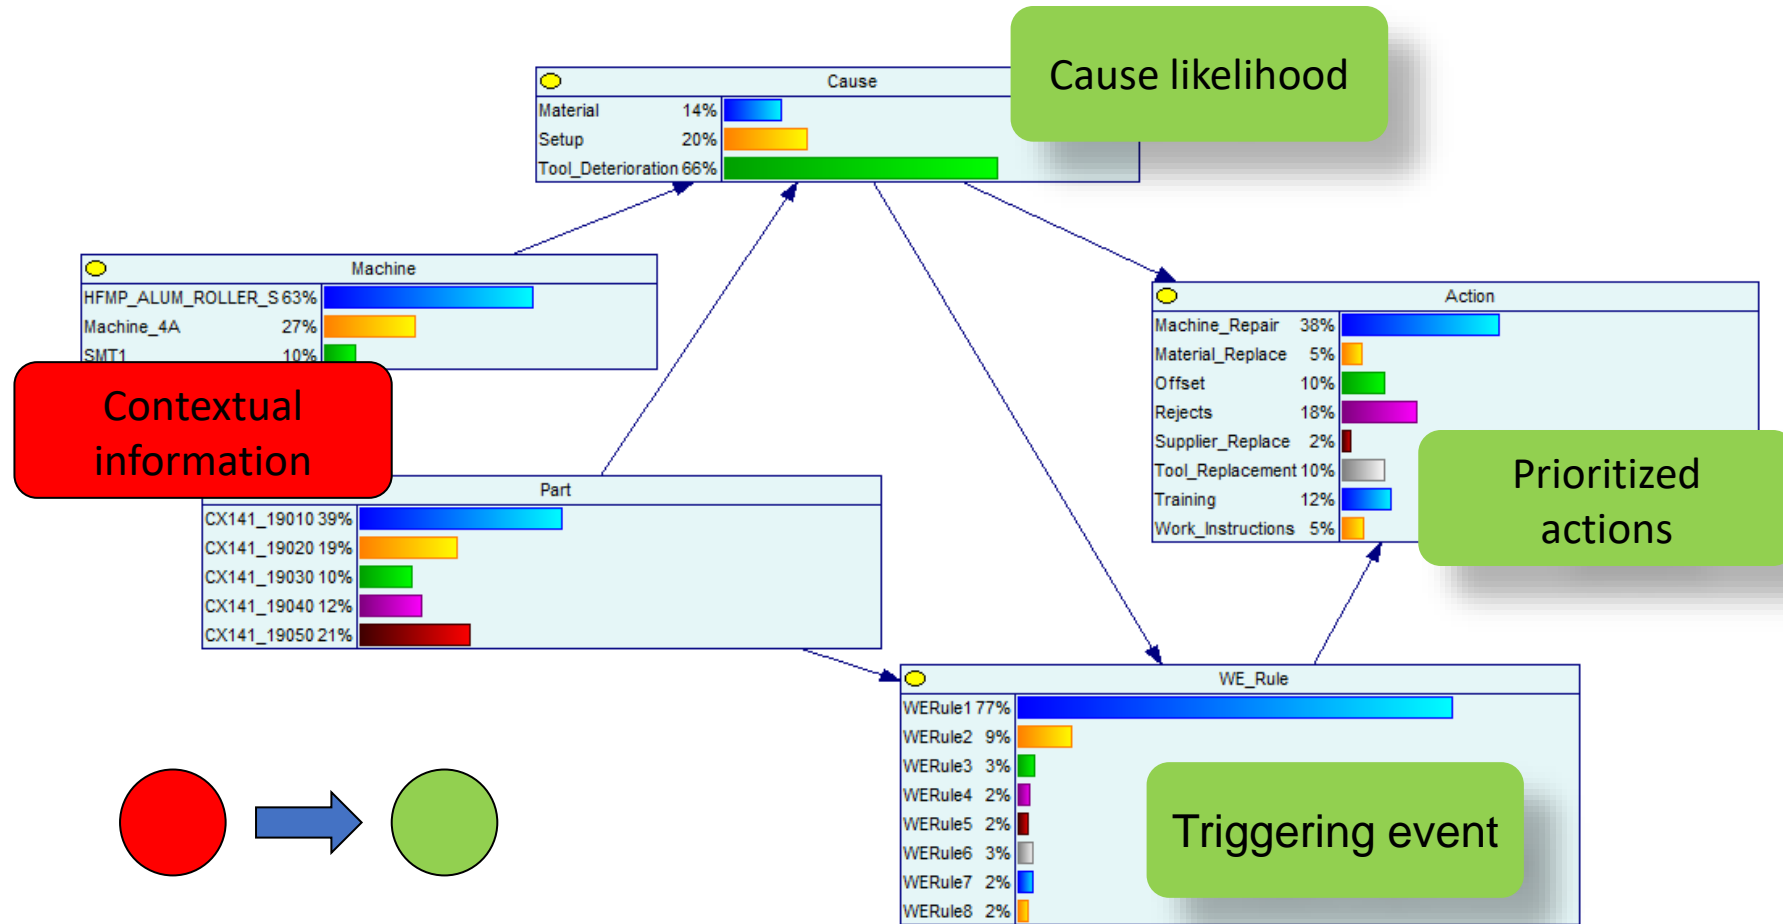 Cause likelihood
Cause
Material 14%
Setup 20%
Tool_Deterioration 66%
Machine
HFMP_ALUM_ROLLER_S 63%
Machine_4A 27%
SMT1 10%
Contextual
information
Action
Machine_Repair 38%
Material_Replace 5%
Offset 10%
Rejects 18%
Supplier_Replace 2%
Tool_Replacement 10%
Training 12%
Work_Instructions 5%
Prioritized
actions
Part
CX141_19010 39%
CX141_19020 19%
CX141_19030 10%
CX141_19040 12%
CX141_19050 21%
WE_Rule
WERule1 77%
WERule2 9%
WERule3 3%
WERule4 2%
WERule5 2%
WERule6 3%
WERule7 2%
WERule8 2%
Triggering event